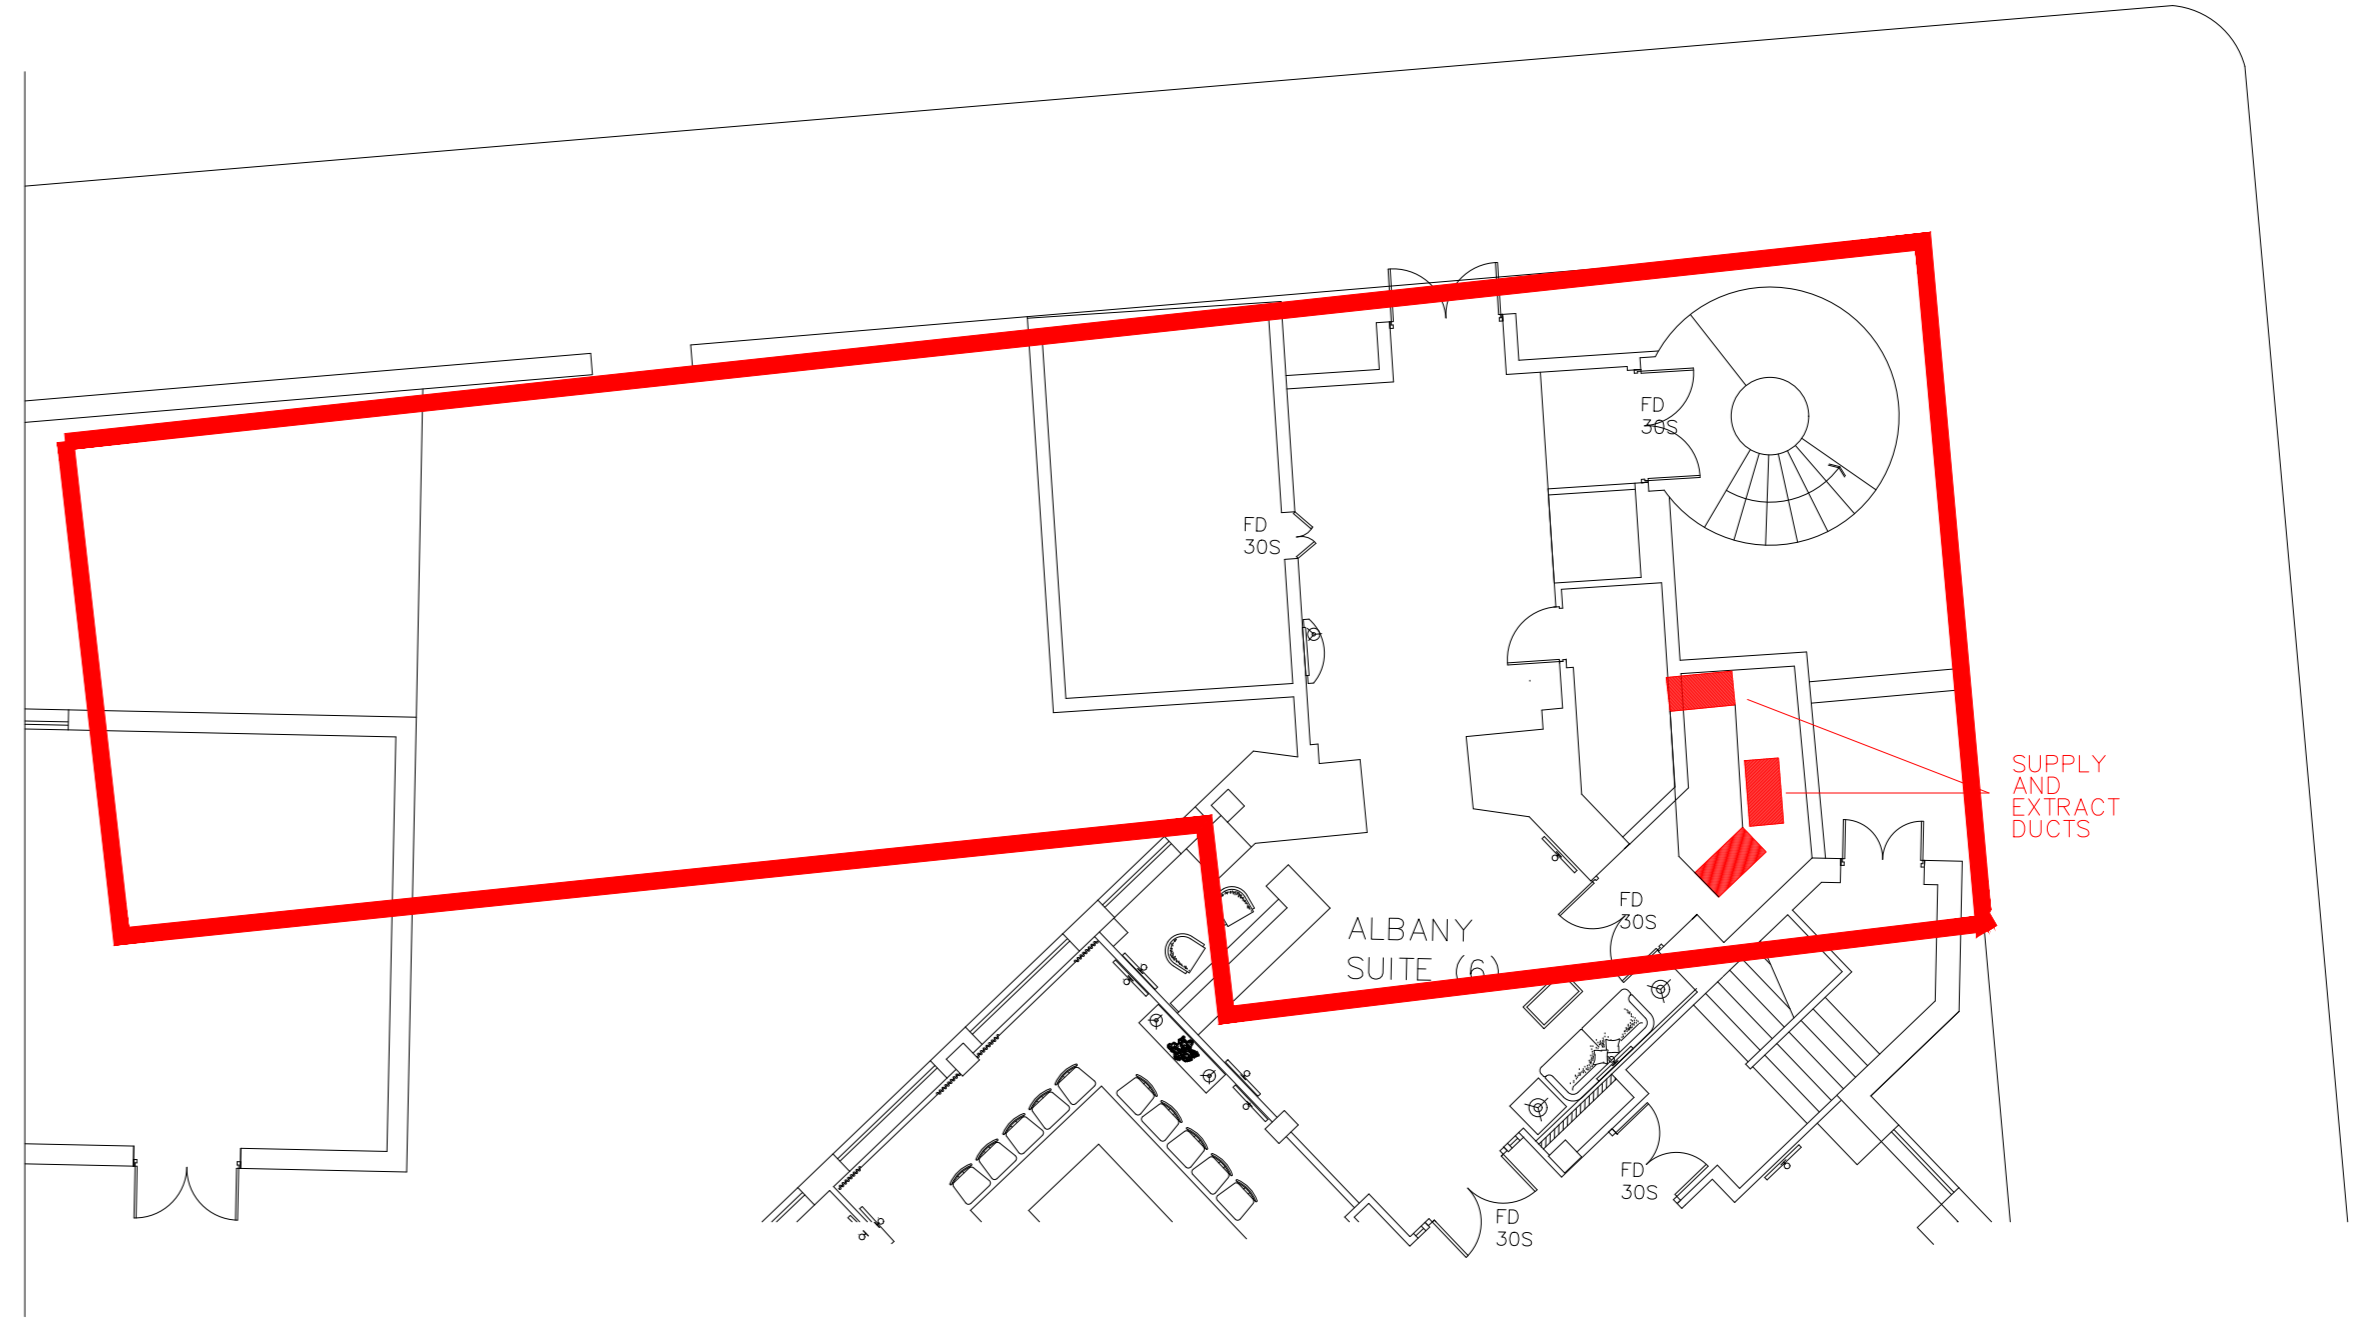 FD
30S
FD
30S
SUPPLY
AND
EXTRACT
DUCTS
FD
30S
ALBANY
SUITE (6)
FD
30S
FD
30S